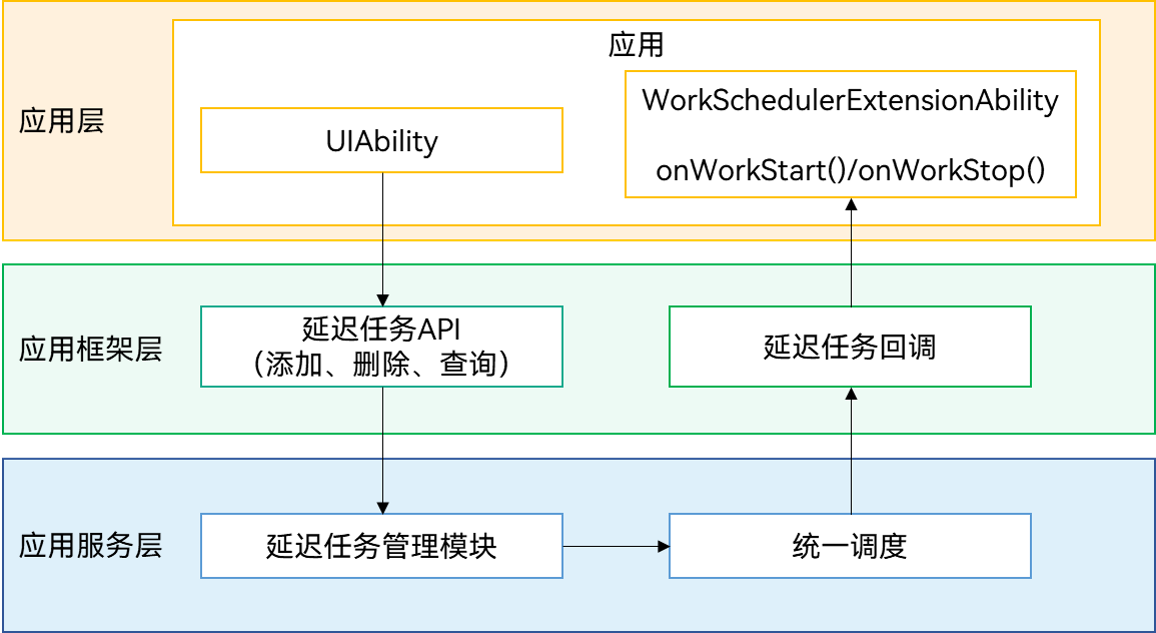 应用层
应用
UIAbility
WorkSchedulerExtensionAbility
onWorkStart()/onWorkStop()
应用框架层
延迟任务API
（添加、删除、查询）
延迟任务回调
应用服务层
延迟任务管理模块
统一调度